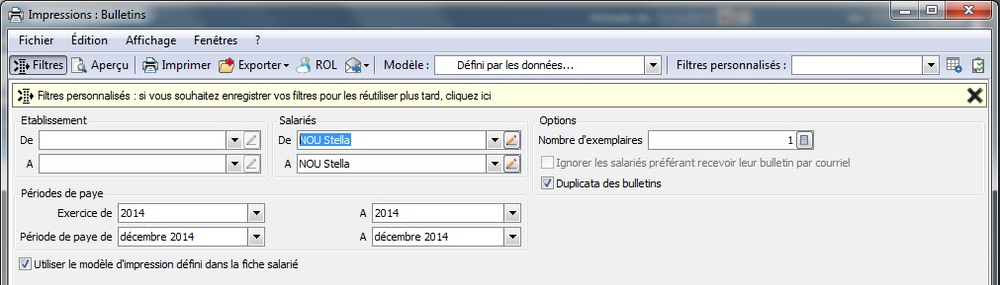 Impressions : Bulletins
Fichier Édition Affichage Fenêtres ?
Filtres Aperçu Imprimer Exporter ROL Modèle : Défini par les données... Filtres personnalisés :
Filtres personnalisés : si vous souhaitez enregistrer vos filtres pour les réutiliser plus tard, cliquez ici
Etablissement Salariés Options
De De NOU Stella Nombre d'exemplaires 1
A A NOU Stella Ignorer les salariés préférant recevoir leur bulletin par courriel
Duplicata des bulletins
Périodes de paye
Exercice de 2014 A 2014
Période de paye de décembre 2014 A décembre 2014
Utiliser le modèle d'impression défini dans la fiche salarié